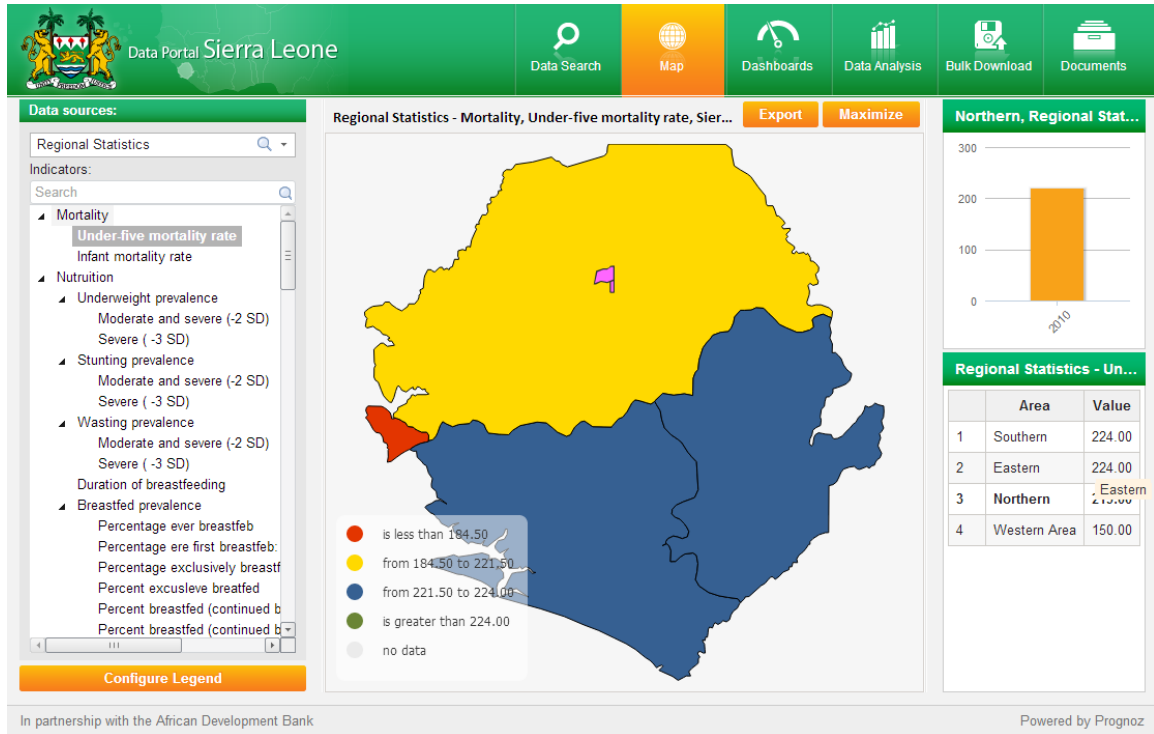 Data Portal Sierra Leone
Data Search
Map
Dashboards
Data Analysis
Bulk Download
Documents
Data sources:
Regional Statistics
Indicators:
Search
Mortality
Under-five mortality rate
Infant mortality rate
Nutruition
Underweight prevalence
Moderate and severe (-2 SD)
Severe ( -3 SD)
Stunting prevalence
Moderate and severe (-2 SD)
Severe ( -3 SD)
Wasting prevalence
Moderate and severe (-2 SD)
Severe ( -3 SD)
Duration of breastfeeding
Breastfed prevalence
Percentage ever breastfeb
Percentage ere first breastfeb:
Percentage exclusively breastf
Percent excusleve breatfed
Percent breastfed (continued b
Percent breastfed (continued b
Configure Legend
Regional Statistics - Mortality, Under-five mortality rate, Sier...
Export
Maximize
is less than 184.50
from 184.50 to 221.50
from 221.50 to 224.00
is greater than 224.00
no data
Northern, Regional Stat...
300
200
100
0
2010
Regional Statistics - Un...
Area Value
1 Southern 224.00
2 Eastern 224.00
Eastern
3 Northern
4 Western Area 150.00
In partnership with the African Development Bank
Powered by Prognoz